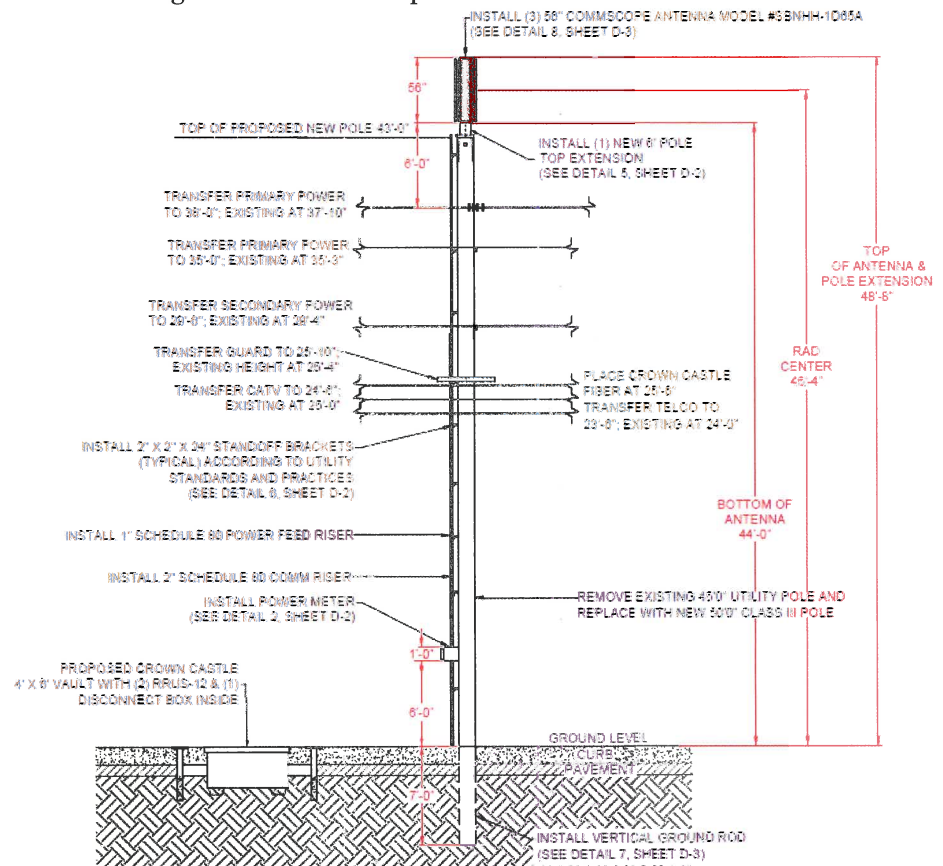 INSTALL (3) 56" COMMSCOPE ANTENNA MODEL #SBNHH-1D65A
(SEE DETAIL 8, SHEET D-3)
56"
TOP OF PROPOSED NEW POLE 43'-0"
6'-0"
INSTALL (1) NEW 6' POLE
TOP EXTENSION
(SEE DETAIL 5, SHEET D-2)
TRANSFER PRIMARY POWER
TO 38'-0"; EXISTING AT 37'-10"
TRANSFER PRIMARY POWER
TO 35'-0"; EXISTING AT 35'-3"
TOP
OF ANTENNA &
POLE EXTENSION
48'-8"
TRANSFER SECONDARY POWER
TO 29'-0"; EXISTING AT 28'-4"
TRANSFER GUARD TO 25'-10";
EXISTING HEIGHT AT 26'-4"
RAD
CENTER
46'-4"
TRANSFER CATV TO 24'-6";
EXISTING AT 25'-0"
PLACE CROWN CASTLE
FIBER AT 25'-6"
TRANSFER TELCO TO
23'-6"; EXISTING AT 24'-0"
INSTALL 2" X 2" X 24" STANDOFF BRACKETS
(TYPICAL) ACCORDING TO UTILITY
STANDARDS AND PRACTICES
(SEE DETAIL 6, SHEET D-2)
BOTTOM OF
ANTENNA
44'-0"
INSTALL 1" SCHEDULE 80 POWER FEED RISER
INSTALL 2" SCHEDULE 80 COMM RISER
INSTALL POWER METER
(SEE DETAIL 2, SHEET D-2)
REMOVE EXISTING 45'0" UTILITY POLE AND
REPLACE WITH NEW 50'0" CLASS III POLE
1'-0"
PROPOSED CROWN CASTLE
4' X 6' VAULT WITH (2) RRUS-12 & (1)
DISCONNECT BOX INSIDE
6'-0"
GROUND LEVEL
CURB
PAVEMENT
7'-0"
INSTALL VERTICAL GROUND ROD
(SEE DETAIL 7, SHEET D-3)